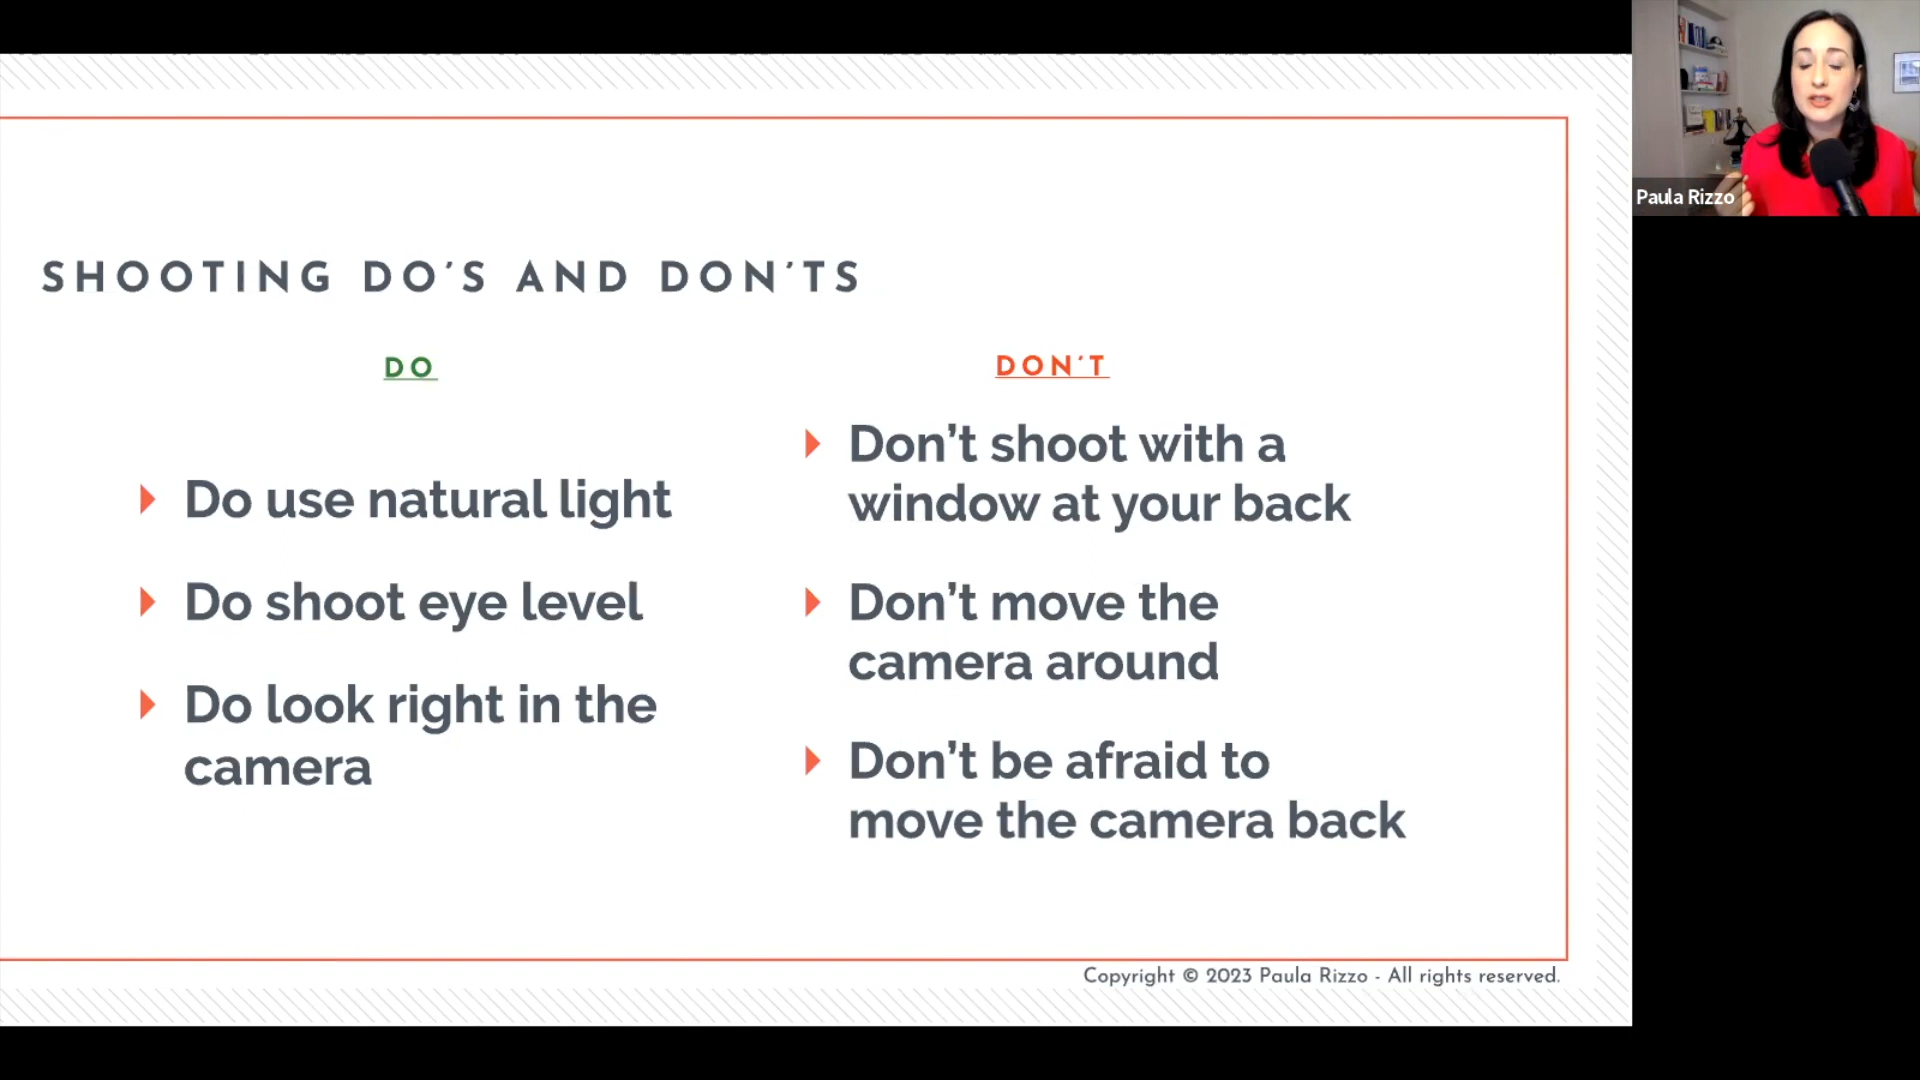 SHOOTING DO'S AND DON'TS
DO
Do use natural light
Do shoot eye level
Do look right in the
camera
DON'T
Don't shoot with a
window at your back
Don't move the
camera around
Don't be afraid to
move the camera back
Copyright © 2023 Paula Rizzo - All rights reserved.
Paula Rizzo